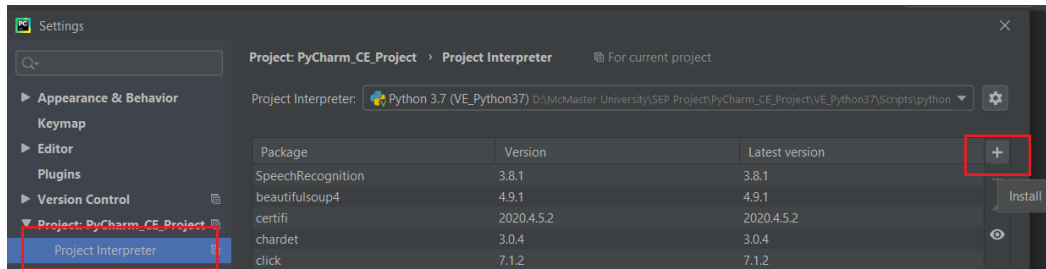 Settings
Project: PyCharm_CE_Project › Project Interpreter For current project
Appearance & Behavior
Project Interpreter: Python 3.7 (VE_Python37) D:\McMaster University\SEP Project\PyCharm_CE_Project\VE_Python37\Scripts\python
Keymap
Editor
Package Version Latest version
Plugins
SpeechRecognition 3.8.1 3.8.1
Version Control
beautifulsoup4 4.9.1 4.9.1
Install
certifi 2020.4.5.2 2020.4.5.2
Project: PyCharm_CE_Project
chardet 3.0.4 3.0.4
Project Interpreter
click 7.1.2 7.1.2